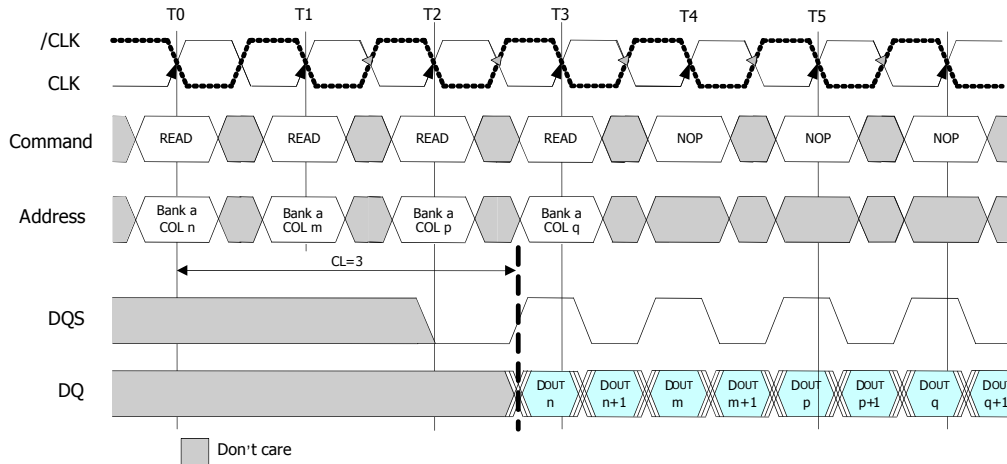 T0 T1 T2 T3 T4 T5
/CLK
CLK
Command READ READ READ READ NOP NOP NOP
Address Bank a COL n Bank a COL m Bank a COL p Bank a COL q
CL=3
DQS
DQ DOUT n DOUT n+1 DOUT m DOUT m+1 DOUT p DOUT p+1 DOUT q DOUT q+1
Don't care